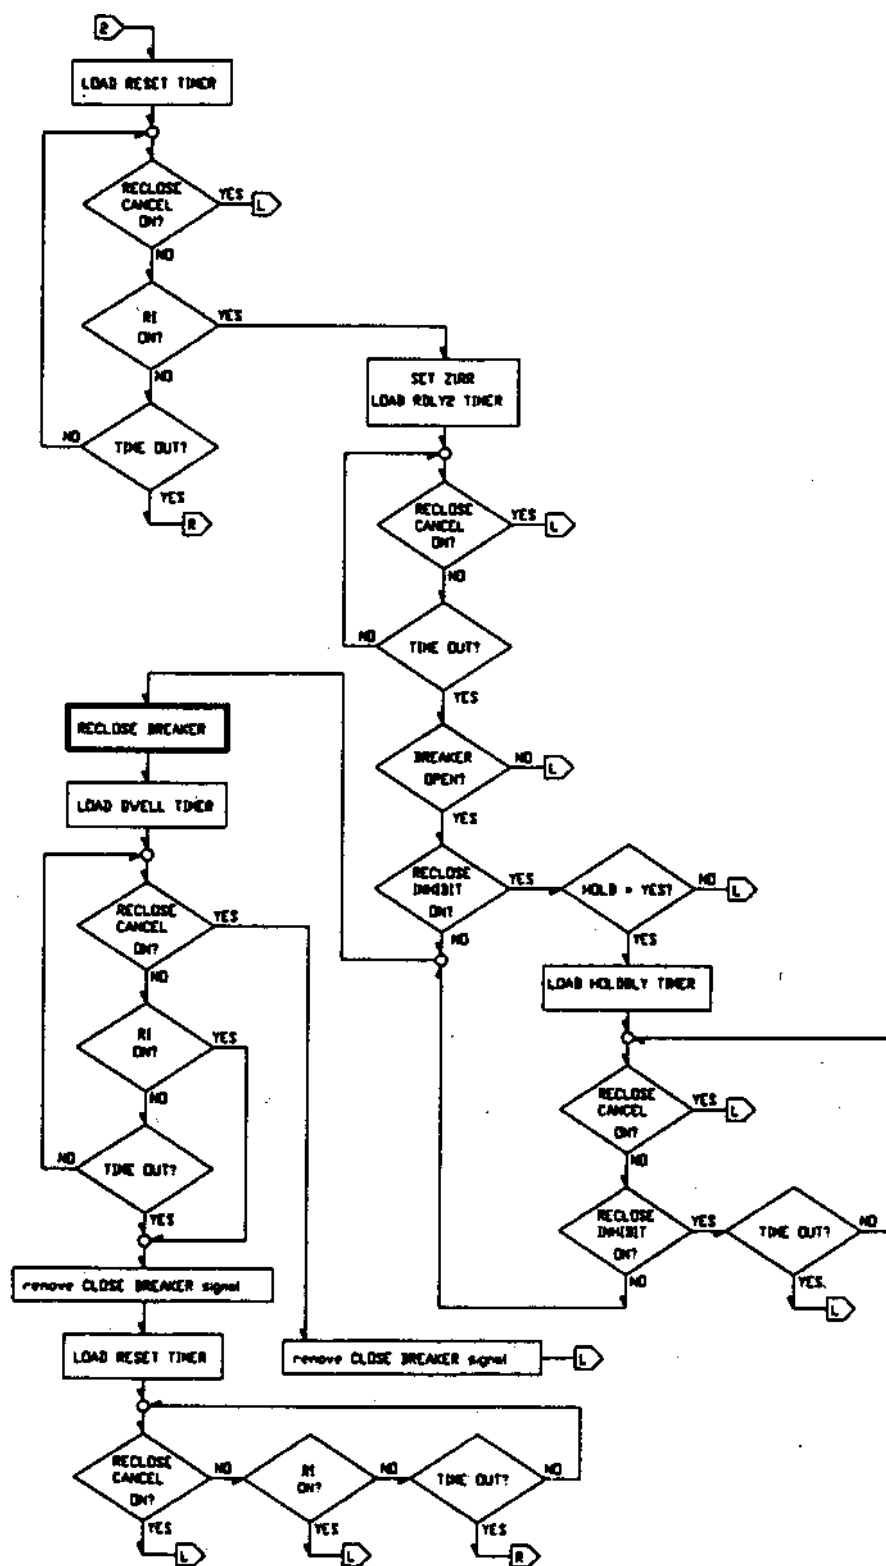 2
LOAD RESET TIMER
RECLOSE
CANCEL
ON?
YES
L
NO
RI
ON?
YES
NO
SET Z1RR
LOAD RDLY2 TIMER
TIME OUT?
NO
YES
R
RECLOSE
CANCEL
ON?
YES
L
NO
TIME OUT?
NO
YES
RECLOSE BREAKER
BREAKER
OPEN?
NO
L
YES
LOAD DWELL TIMER
RECLOSE
INHIBIT
ON?
YES
NO
HOLD = YES?
NO
L
YES
RECLOSE
CANCEL
ON?
YES
NO
LOAD HOLDDLY TIMER
RI
ON?
YES
NO
RECLOSE
CANCEL
ON?
YES
L
NO
TIME OUT?
NO
YES
RECLOSE
INHIBIT
ON?
YES
NO
TIME OUT?
NO
YES
L
remove CLOSE BREAKER signal
LOAD RESET TIMER
remove CLOSE BREAKER signal
L
RECLOSE
CANCEL
ON?
NO
YES
L
RI
ON?
NO
YES
L
TIME OUT?
NO
YES
R